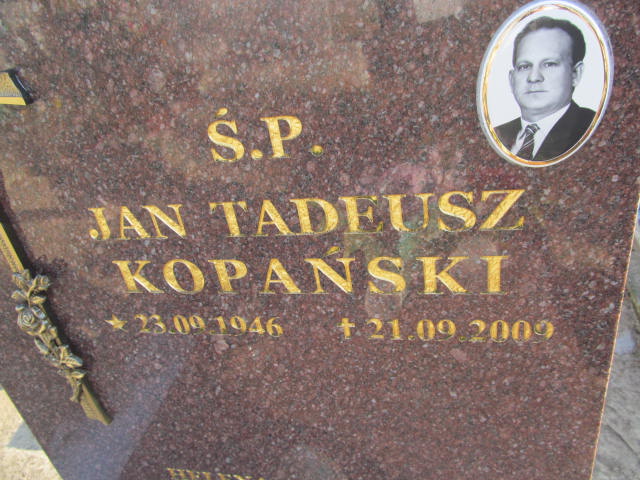 Ś.P.
JAN TADEUSZ
KOPAŃSKI
★ 23.09.1946 ✝ 21.09.2009